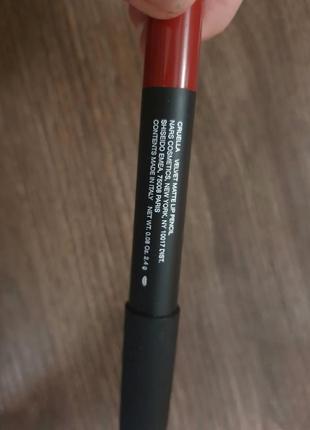 CRUELLA VELVET MATTE LIP PENCIL
NARS COSMETICS, NEW YORK, NY 10017 DIST.
SHISEIDO EMEA, 75008 PARIS
CONTENTS MADE IN ITALY NET WT. 0.08 Oz. 2.4 g